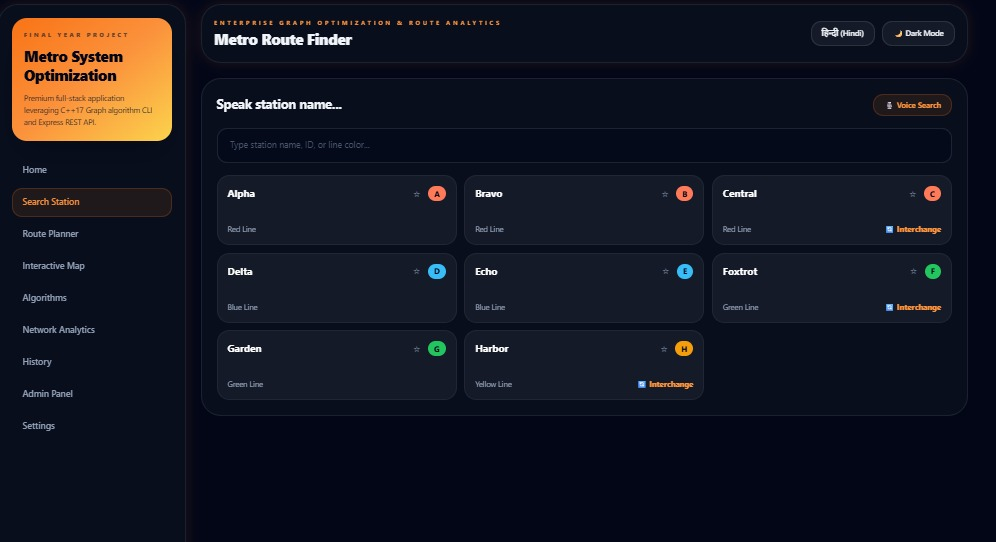 FINAL YEAR PROJECT
Metro System
Optimization
Premium full-stack application
leveraging C++17 Graph algorithm CLI
and Express REST API.
Home
Search Station
Route Planner
Interactive Map
Algorithms
Network Analytics
History
Admin Panel
Settings
ENTERPRISE GRAPH OPTIMIZATION & ROUTE ANALYTICS
Metro Route Finder
हिन्दी (Hindi)
🌙 Dark Mode
Speak station name...
🎙 Voice Search
Type station name, ID, or line color...
Alpha ☆ A
Red Line
Bravo ☆ B
Red Line
Central ☆ C
Red Line 🔄 Interchange
Delta ☆ D
Blue Line
Echo ☆ E
Blue Line
Foxtrot ☆ F
Green Line 🔄 Interchange
Garden ☆ G
Green Line
Harbor ☆ H
Yellow Line 🔄 Interchange